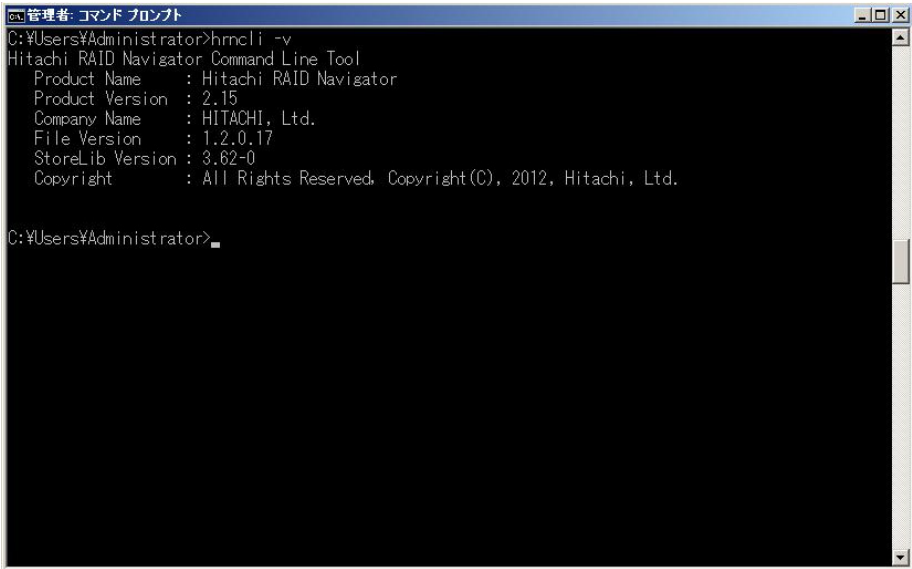 管理者: コマンド プロンプト
C:¥Users¥Administrator>hrncli -v
Hitachi RAID Navigator Command Line Tool
   Product Name     : Hitachi RAID Navigator
   Product Version  : 2.15
   Company Name     : HITACHI, Ltd.
   File Version     : 1.2.0.17
   StoreLib Version : 3.62-0
   Copyright        : All Rights Reserved, Copyright(C), 2012, Hitachi, Ltd.
C:¥Users¥Administrator>